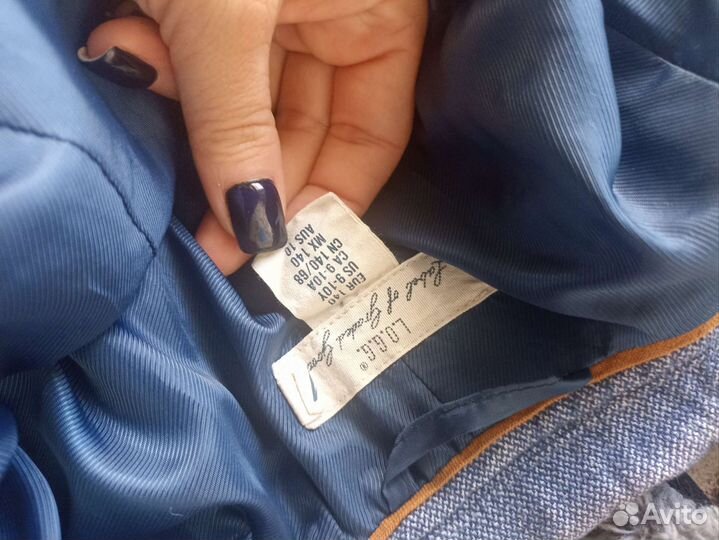 EUR 140
US 9-10Y
CA 9-10A
CN 140/68
MX 140
AUS 10
L.O.G.G.®
Label of Graded Goods
Avito